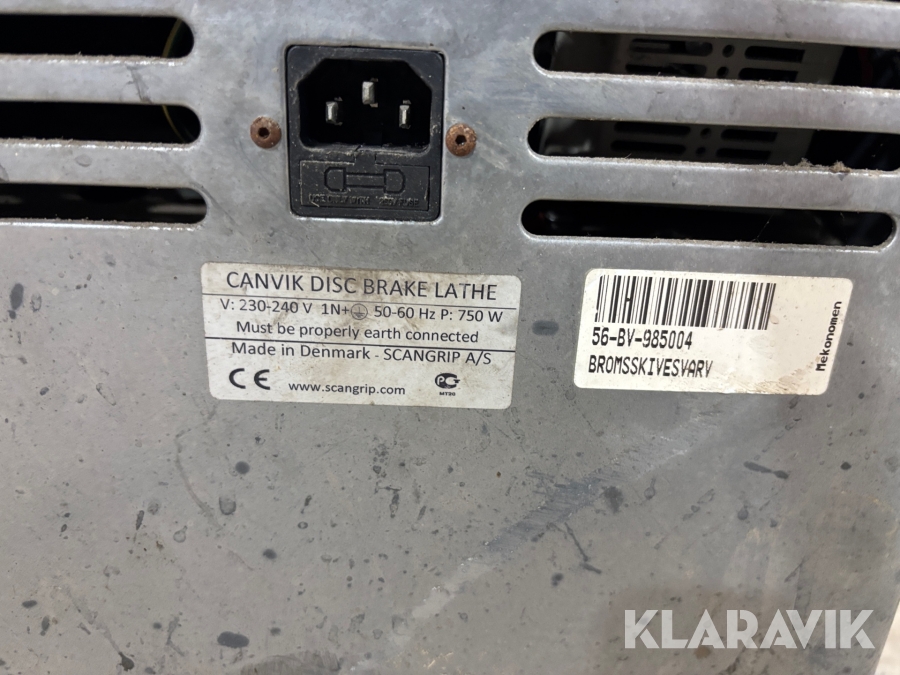 CANVIK DISC BRAKE LATHE
V: 230-240 V 1N+ 50-60 Hz P: 750 W
Must be properly earth connected
Made in Denmark - SCANGRIP A/S
CE www.scangrip.com
MT20
56-BV-985004
BROMSSKIVESVARV
Mekonomen
KLARAVIK